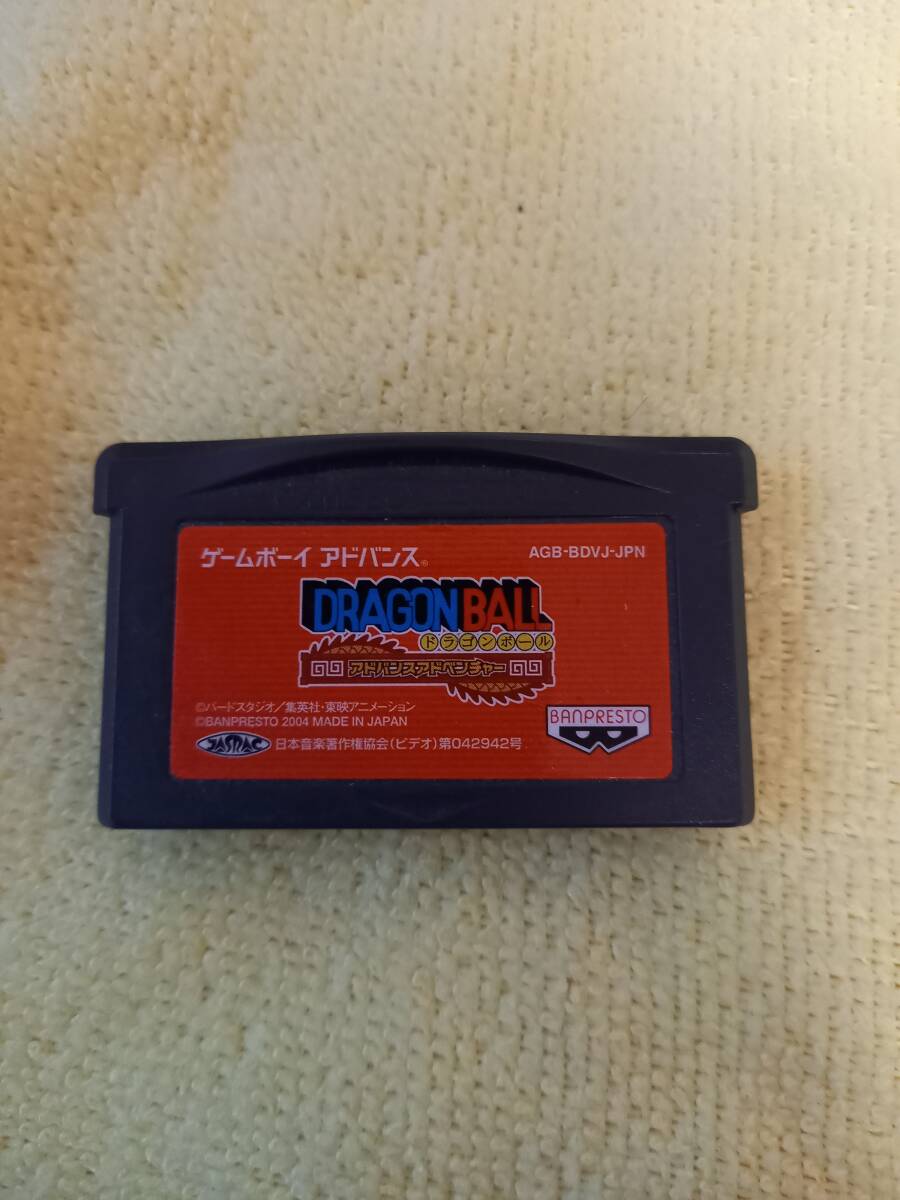 ゲームボーイ アドバンス®
AGB-BDVJ-JPN
DRAGON BALL
ドラゴンボール
アドバンスアドベンチャー
©バードスタジオ/集英社・東映アニメーション
©BANPRESTO 2004 MADE IN JAPAN
BANPRESTO
JASRAC 日本音楽著作権協会(ビデオ)第042942号